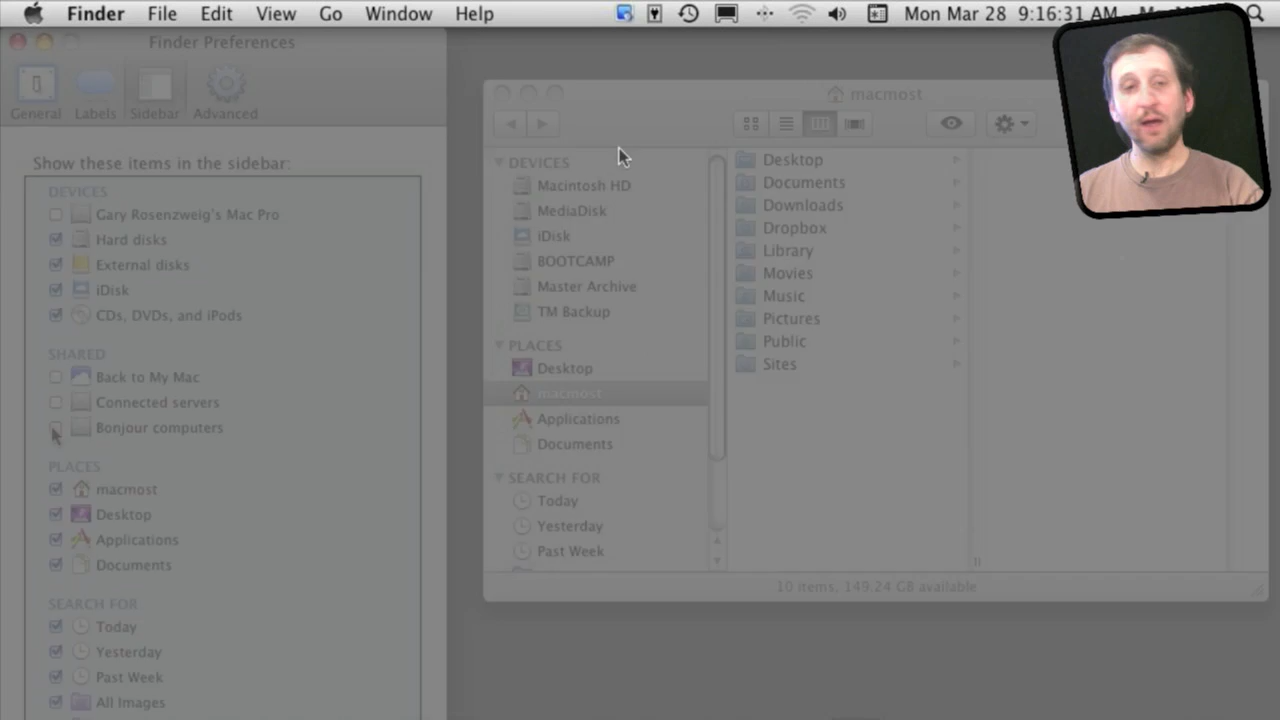 Finder File Edit View Go Window Help Mon Mar 28 9:16:31 AM
Finder Preferences
General Labels Sidebar Advanced
Show these items in the sidebar:
DEVICES
Gary Rosenzweig's Mac Pro
Hard disks
External disks
iDisk
CDs, DVDs, and iPods
SHARED
Back to My Mac
Connected servers
Bonjour computers
PLACES
macmost
Desktop
Applications
Documents
SEARCH FOR
Today
Yesterday
Past Week
All Images
macmost
DEVICES
Macintosh HD
MediaDisk
iDisk
BOOTCAMP
Master Archive
TM Backup
PLACES
Desktop
macmost
Applications
Documents
SEARCH FOR
Today
Yesterday
Past Week
Desktop
Documents
Downloads
Dropbox
Library
Movies
Music
Pictures
Public
Sites
10 items, 149.24 GB available